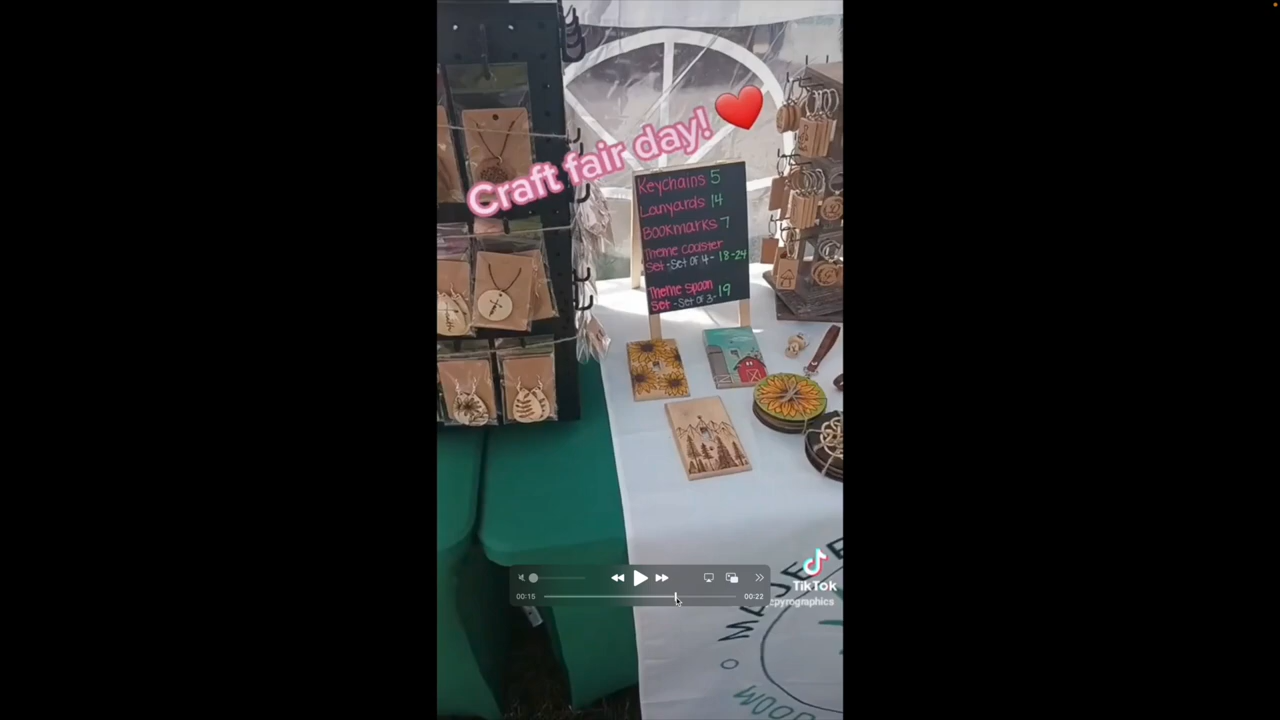 Craft fair day!
Keychains 5
Lanyards 14
Bookmarks 7
Theme coaster
Set - Set of 4 - 18-24
Theme Spoon
Set - Set of 3 - 19
TikTok
cpyrographics
00:15
00:22